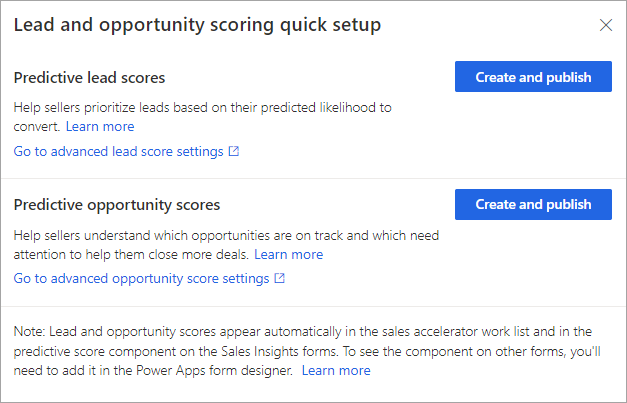 Lead and opportunity scoring quick setup
Predictive lead scores
Create and publish
Help sellers prioritize leads based on their predicted likelihood to
convert. Learn more
Go to advanced lead score settings
Predictive opportunity scores
Create and publish
Help sellers understand which opportunities are on track and which need
attention to help them close more deals. Learn more
Go to advanced opportunity score settings
Note: Lead and opportunity scores appear automatically in the sales accelerator work list and in the
predictive score component on the Sales Insights forms. To see the component on other forms, you'll
need to add it in the Power Apps form designer. Learn more